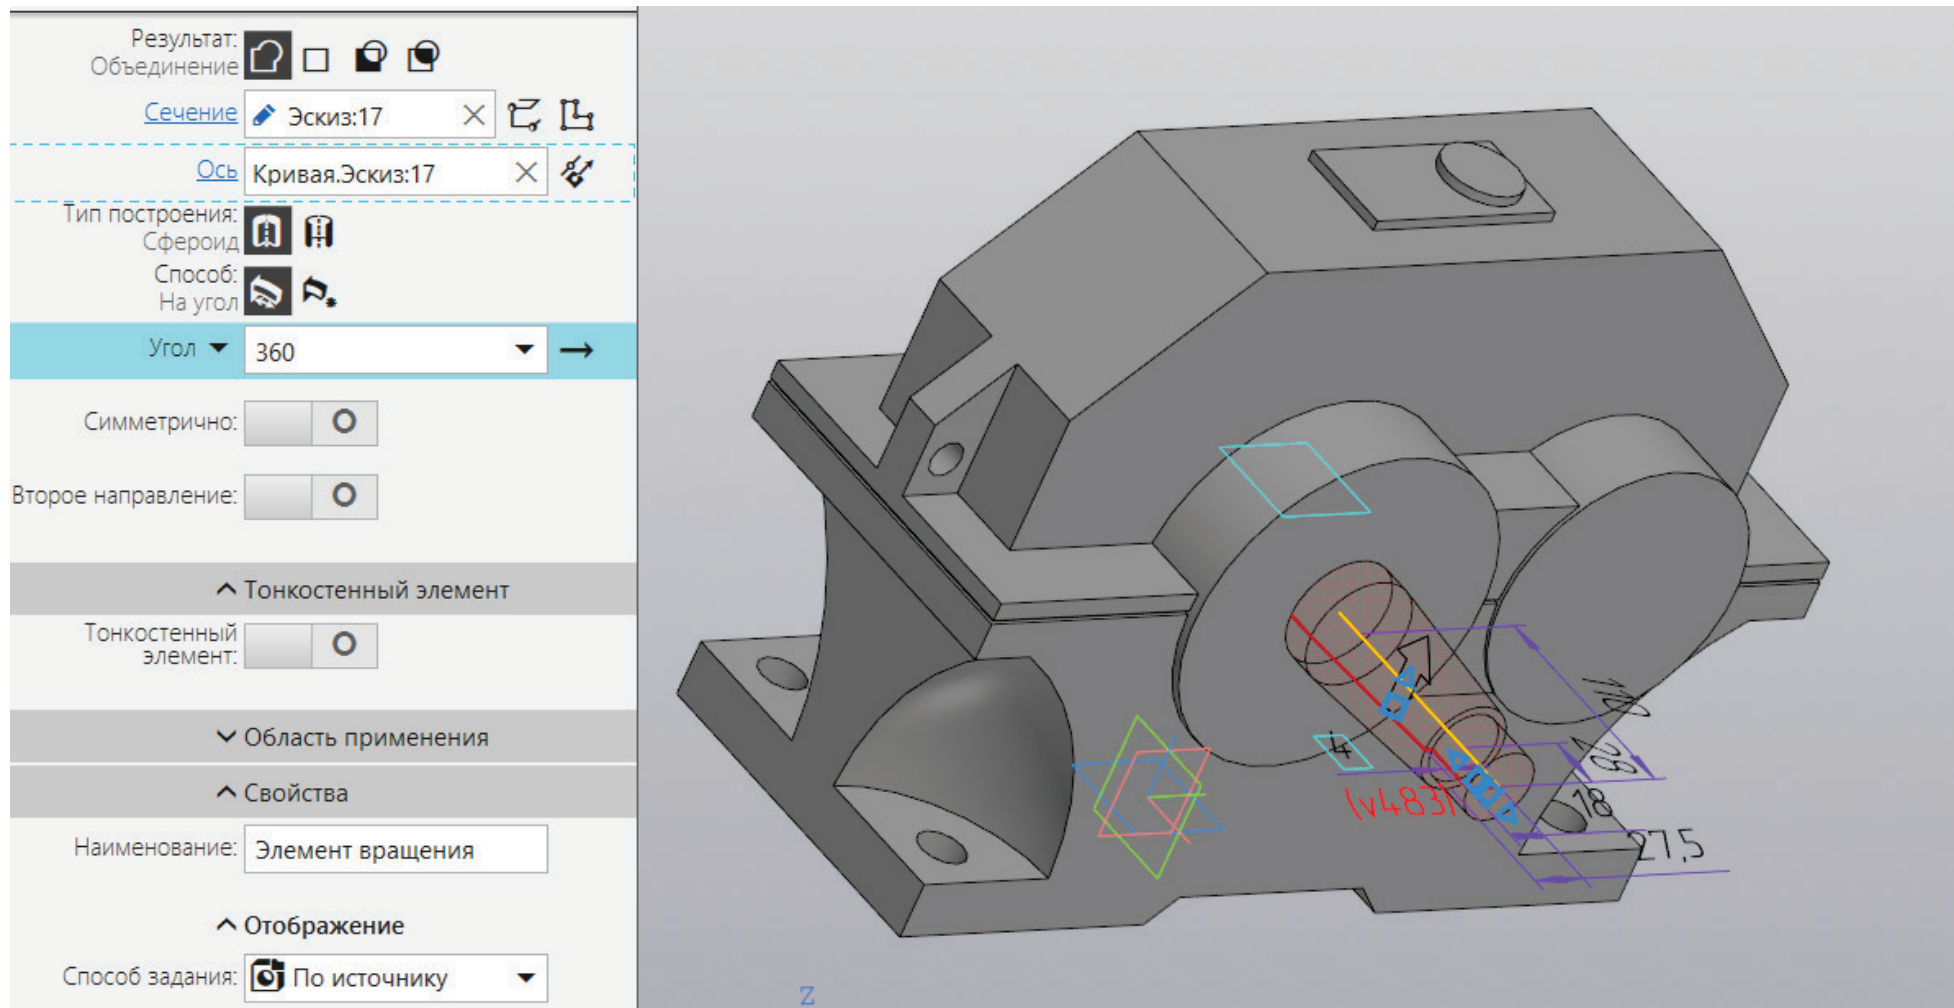 Результат:
Объединение
Сечение
Эскиз:17
Ось
Кривая.Эскиз:17
Тип построения:
Сфероид
Способ:
На угол
Угол
360
Симметрично:
Второе направление:
Тонкостенный элемент
Тонкостенный
элемент:
Область применения
Свойства
Наименование:
Элемент вращения
Отображение
Способ задания:
По источнику
4
(v483)
18
27,5
Z